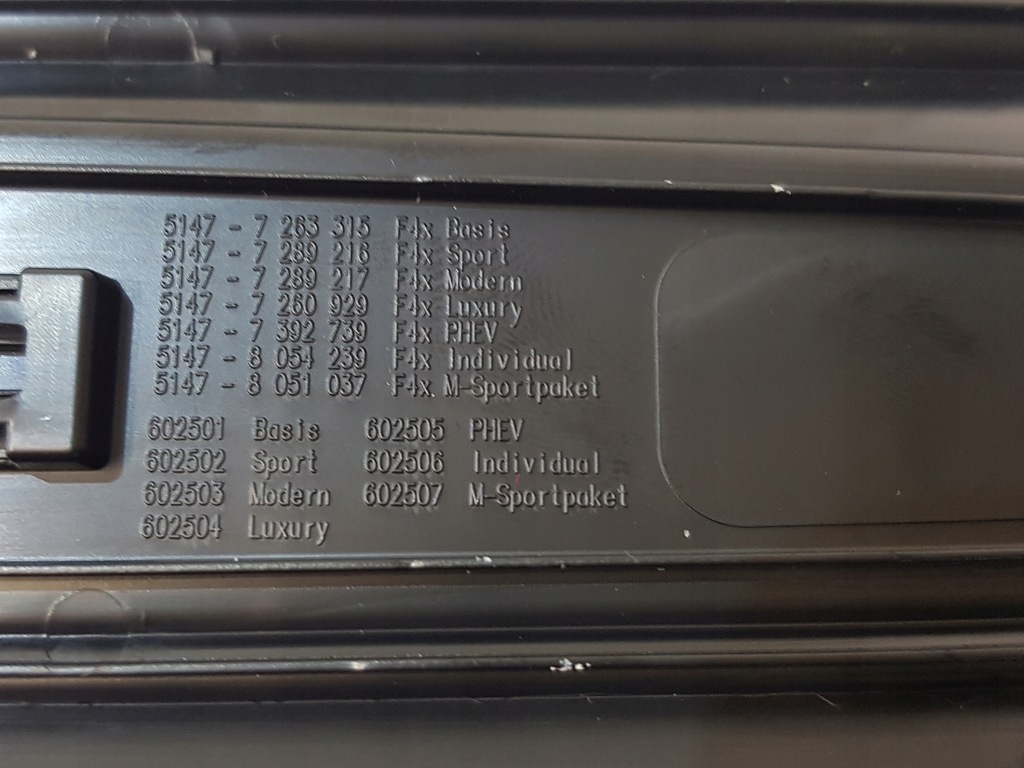 5147 - 7 263 315 F4x Basis
5147 - 7 289 216 F4x Sport
5147 - 7 289 217 F4x Modern
5147 - 7 260 929 F4x Luxury
5147 - 7 392 739 F4x PHEV
5147 - 8 054 239 F4x Individual
5147 - 8 051 037 F4x M-Sportpaket
602501 Basis 602505 PHEV
602502 Sport 602506 Individual
602503 Modern 602507 M-Sportpaket
602504 Luxury